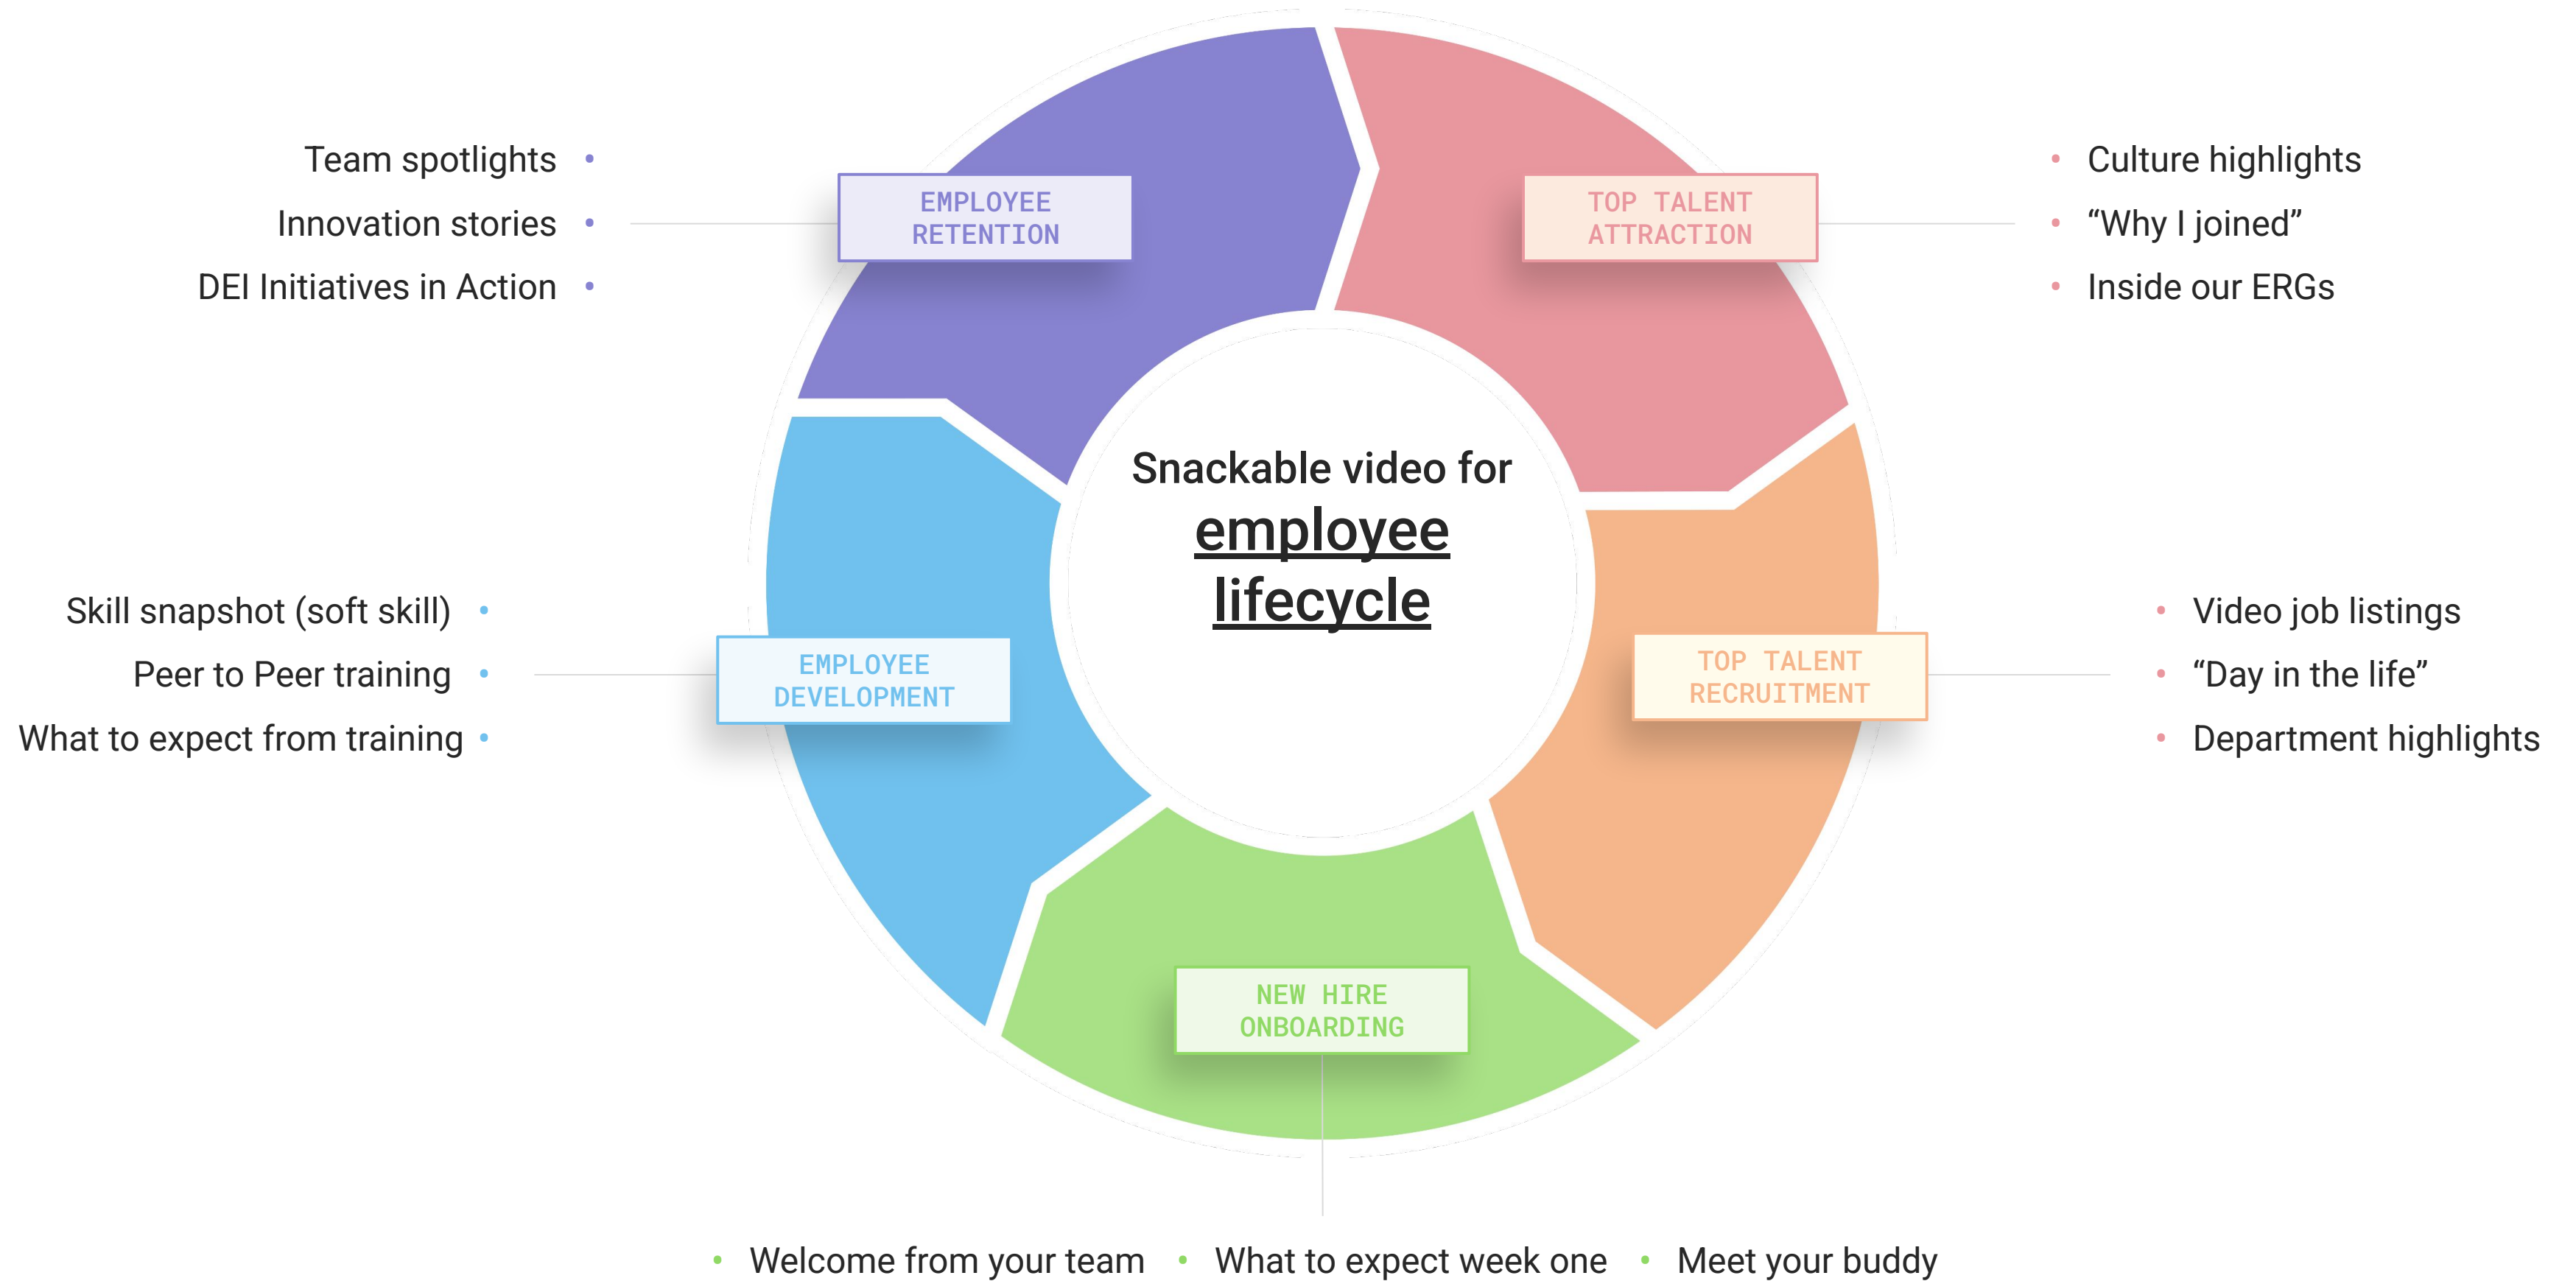 Snackable video for
employee
lifecycle
TOP TALENT
ATTRACTION
Culture highlights
“Why I joined”
Inside our ERGs
TOP TALENT
RECRUITMENT
Video job listings
“Day in the life”
Department highlights
NEW HIRE
ONBOARDING
Welcome from your team
What to expect week one
Meet your buddy
EMPLOYEE
DEVELOPMENT
Skill snapshot (soft skill)
Peer to Peer training
What to expect from training
EMPLOYEE
RETENTION
Team spotlights
Innovation stories
DEI Initiatives in Action